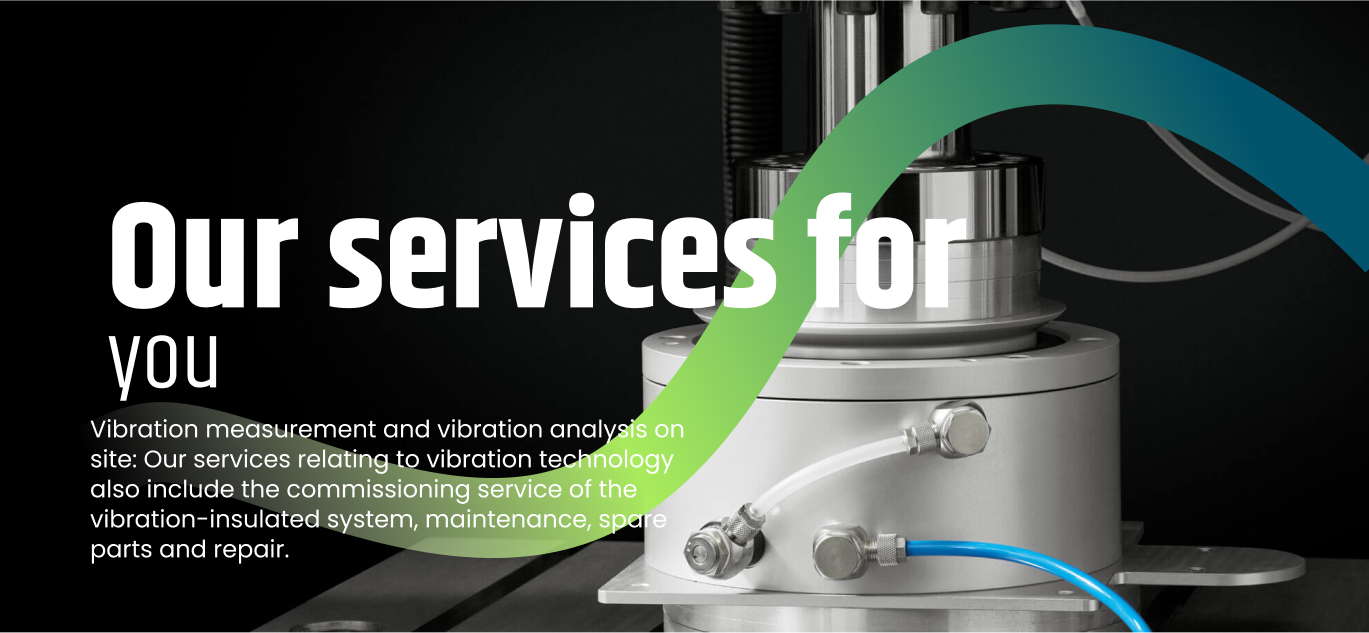 Our services for
you
Vibration measurement and vibration analysis on
site: Our services relating to vibration technology
also include the commissioning service of the
vibration-insulated system, maintenance, spare
parts and repair.